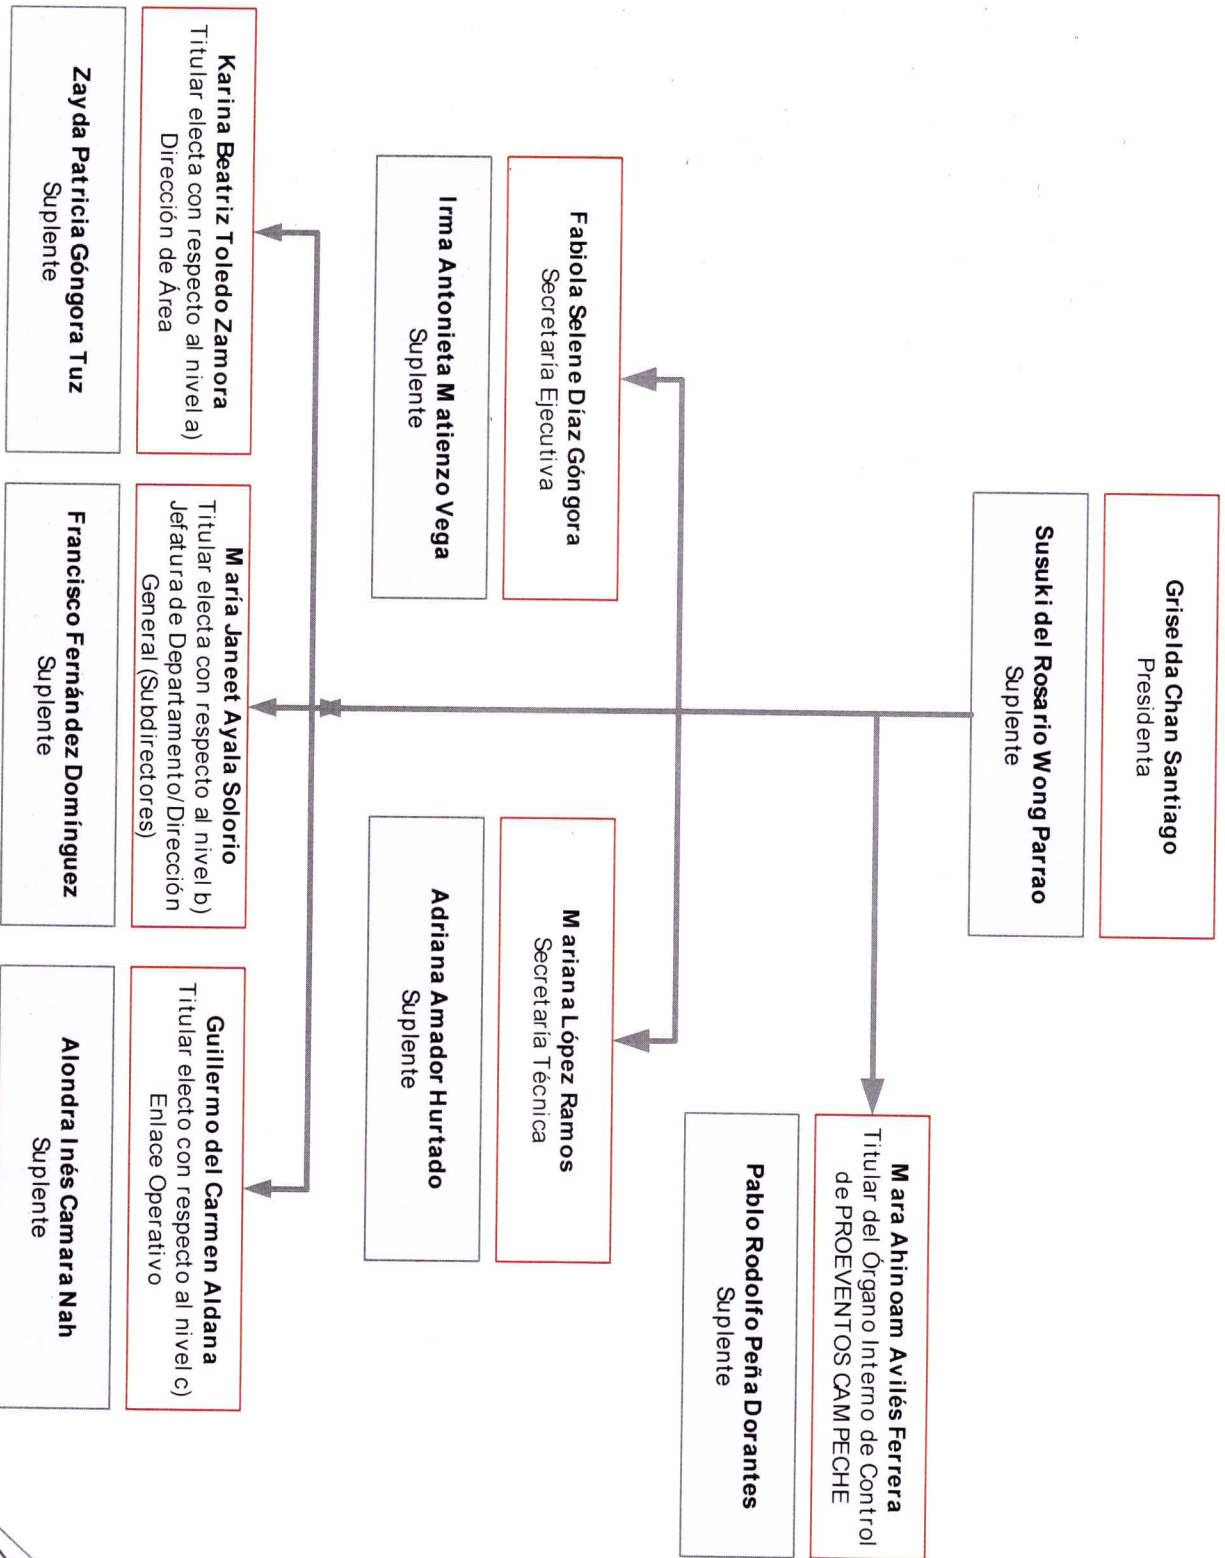 Griselda Chan Santiago
Presidenta
Susuki del Rosario Wong Parrao
Suplente
Mara Ahinoam Avilés Ferrera
Titular del Órgano Interno de Control
de PROEVENTOS CAMPECHE
Pablo Rodolfo Peña Dorantes
Suplente
Fabiola Selene Díaz Góngora
Secretaría Ejecutiva
Irma Antonieta Matienzo Vega
Suplente
Mariana López Ramos
Secretaría Técnica
Adriana Amador Hurtado
Suplente
Karina Beatriz Toledo Zamora
Titular electa con respecto al nivel a)
Dirección de Área
Zayda Patricia Góngora Tuz
Suplente
María Janeet Ayala Solorio
Titular electa con respecto al nivel b)
Jefatura de Departamento/Dirección
General (Subdirectores)
Francisco Fernández Domínguez
Suplente
Guillermo del Carmen Aldana
Titular electo con respecto al nivel c)
Enlace Operativo
Alondra Inés Camara Nah
Suplente